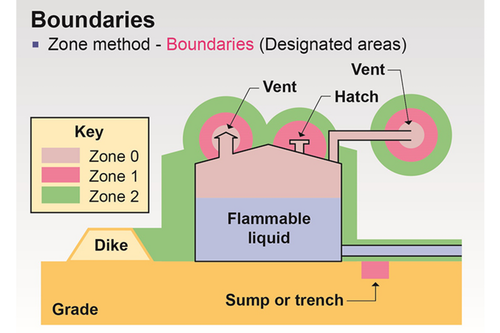 Boundaries
Zone method - Boundaries (Designated areas)
Vent
Vent
Hatch
Key
Zone 0
Zone 1
Zone 2
Flammable
liquid
Dike
Sump or trench
Grade